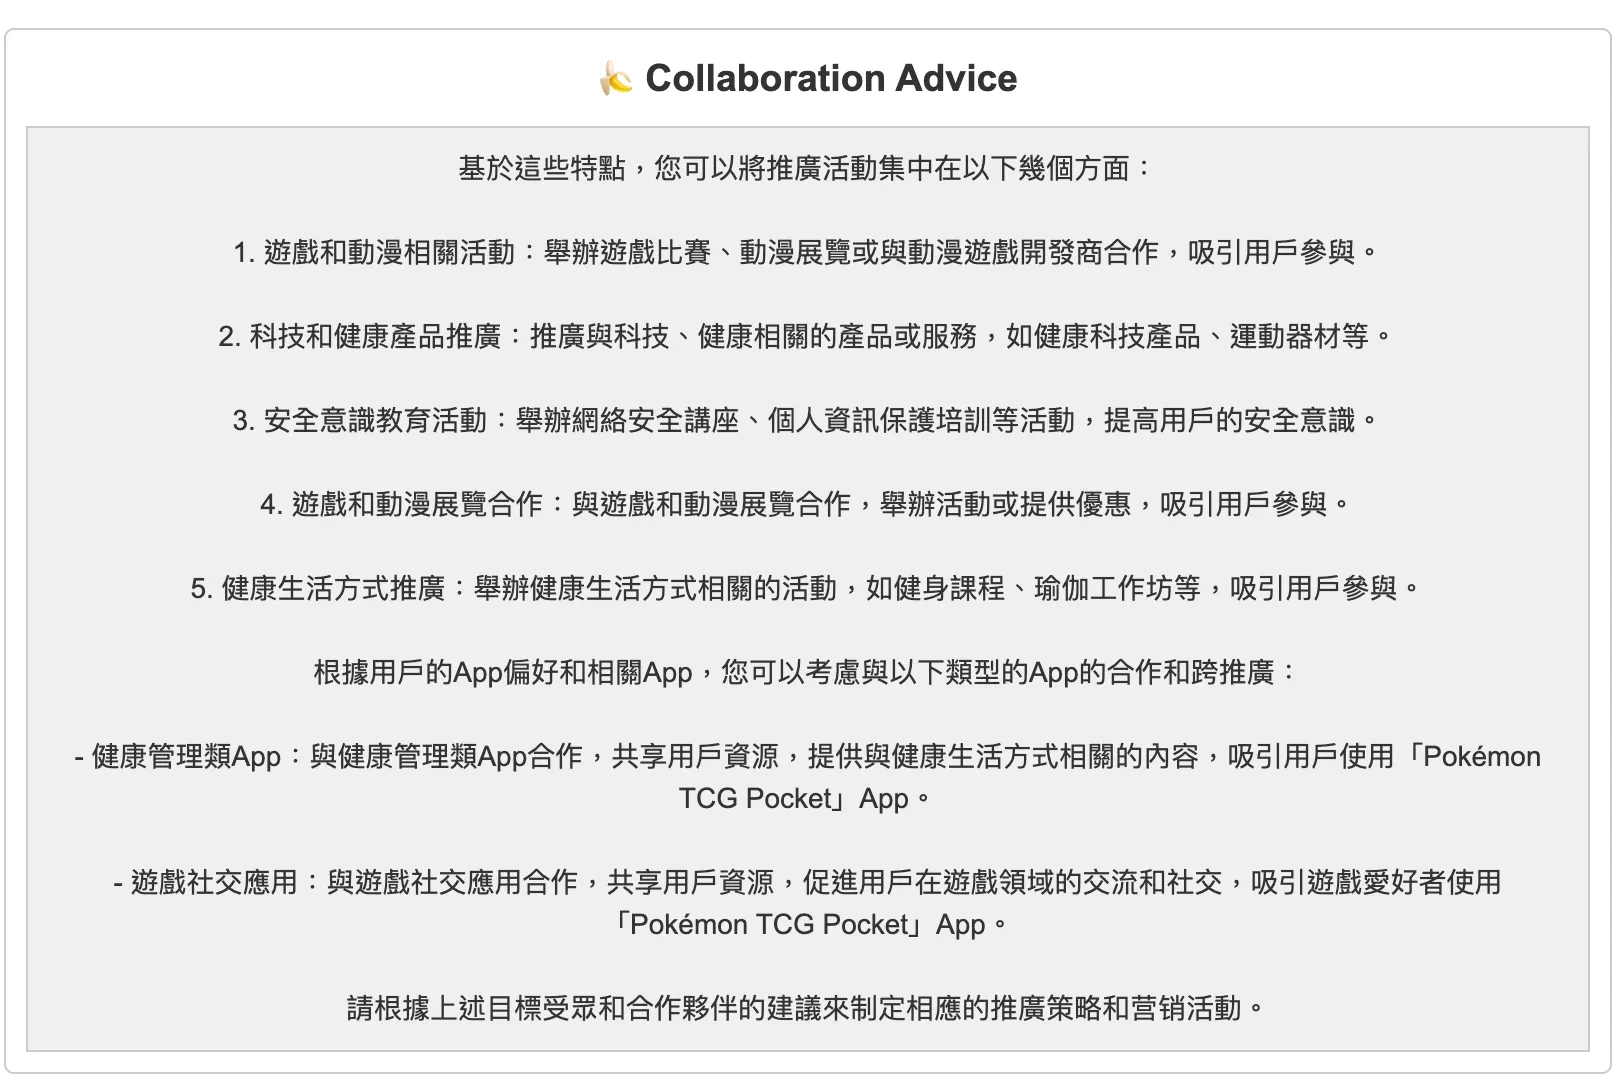 🍌 Collaboration Advice
基於這些特點，您可以將推廣活動集中在以下幾個方面：
1. 遊戲和動漫相關活動：舉辦遊戲比賽、動漫展覽或與動漫遊戲開發商合作，吸引用戶參與。
2. 科技和健康產品推廣：推廣與科技、健康相關的產品或服務，如健康科技產品、運動器材等。
3. 安全意識教育活動：舉辦網絡安全講座、個人資訊保護培訓等活動，提高用戶的安全意識。
4. 遊戲和動漫展覽合作：與遊戲和動漫展覽合作，舉辦活動或提供優惠，吸引用戶參與。
5. 健康生活方式推廣：舉辦健康生活方式相關的活動，如健身課程、瑜伽工作坊等，吸引用戶參與。
根據用戶的App偏好和相關App，您可以考慮與以下類型的App的合作和跨推廣：
- 健康管理類App：與健康管理類App合作，共享用戶資源，提供與健康生活方式相關的內容，吸引用戶使用「Pokémon
TCG Pocket」App。
- 遊戲社交應用：與遊戲社交應用合作，共享用戶資源，促進用戶在遊戲領域的交流和社交，吸引遊戲愛好者使用
「Pokémon TCG Pocket」App。
請根據上述目標受眾和合作夥伴的建議來制定相應的推廣策略和营销活動。